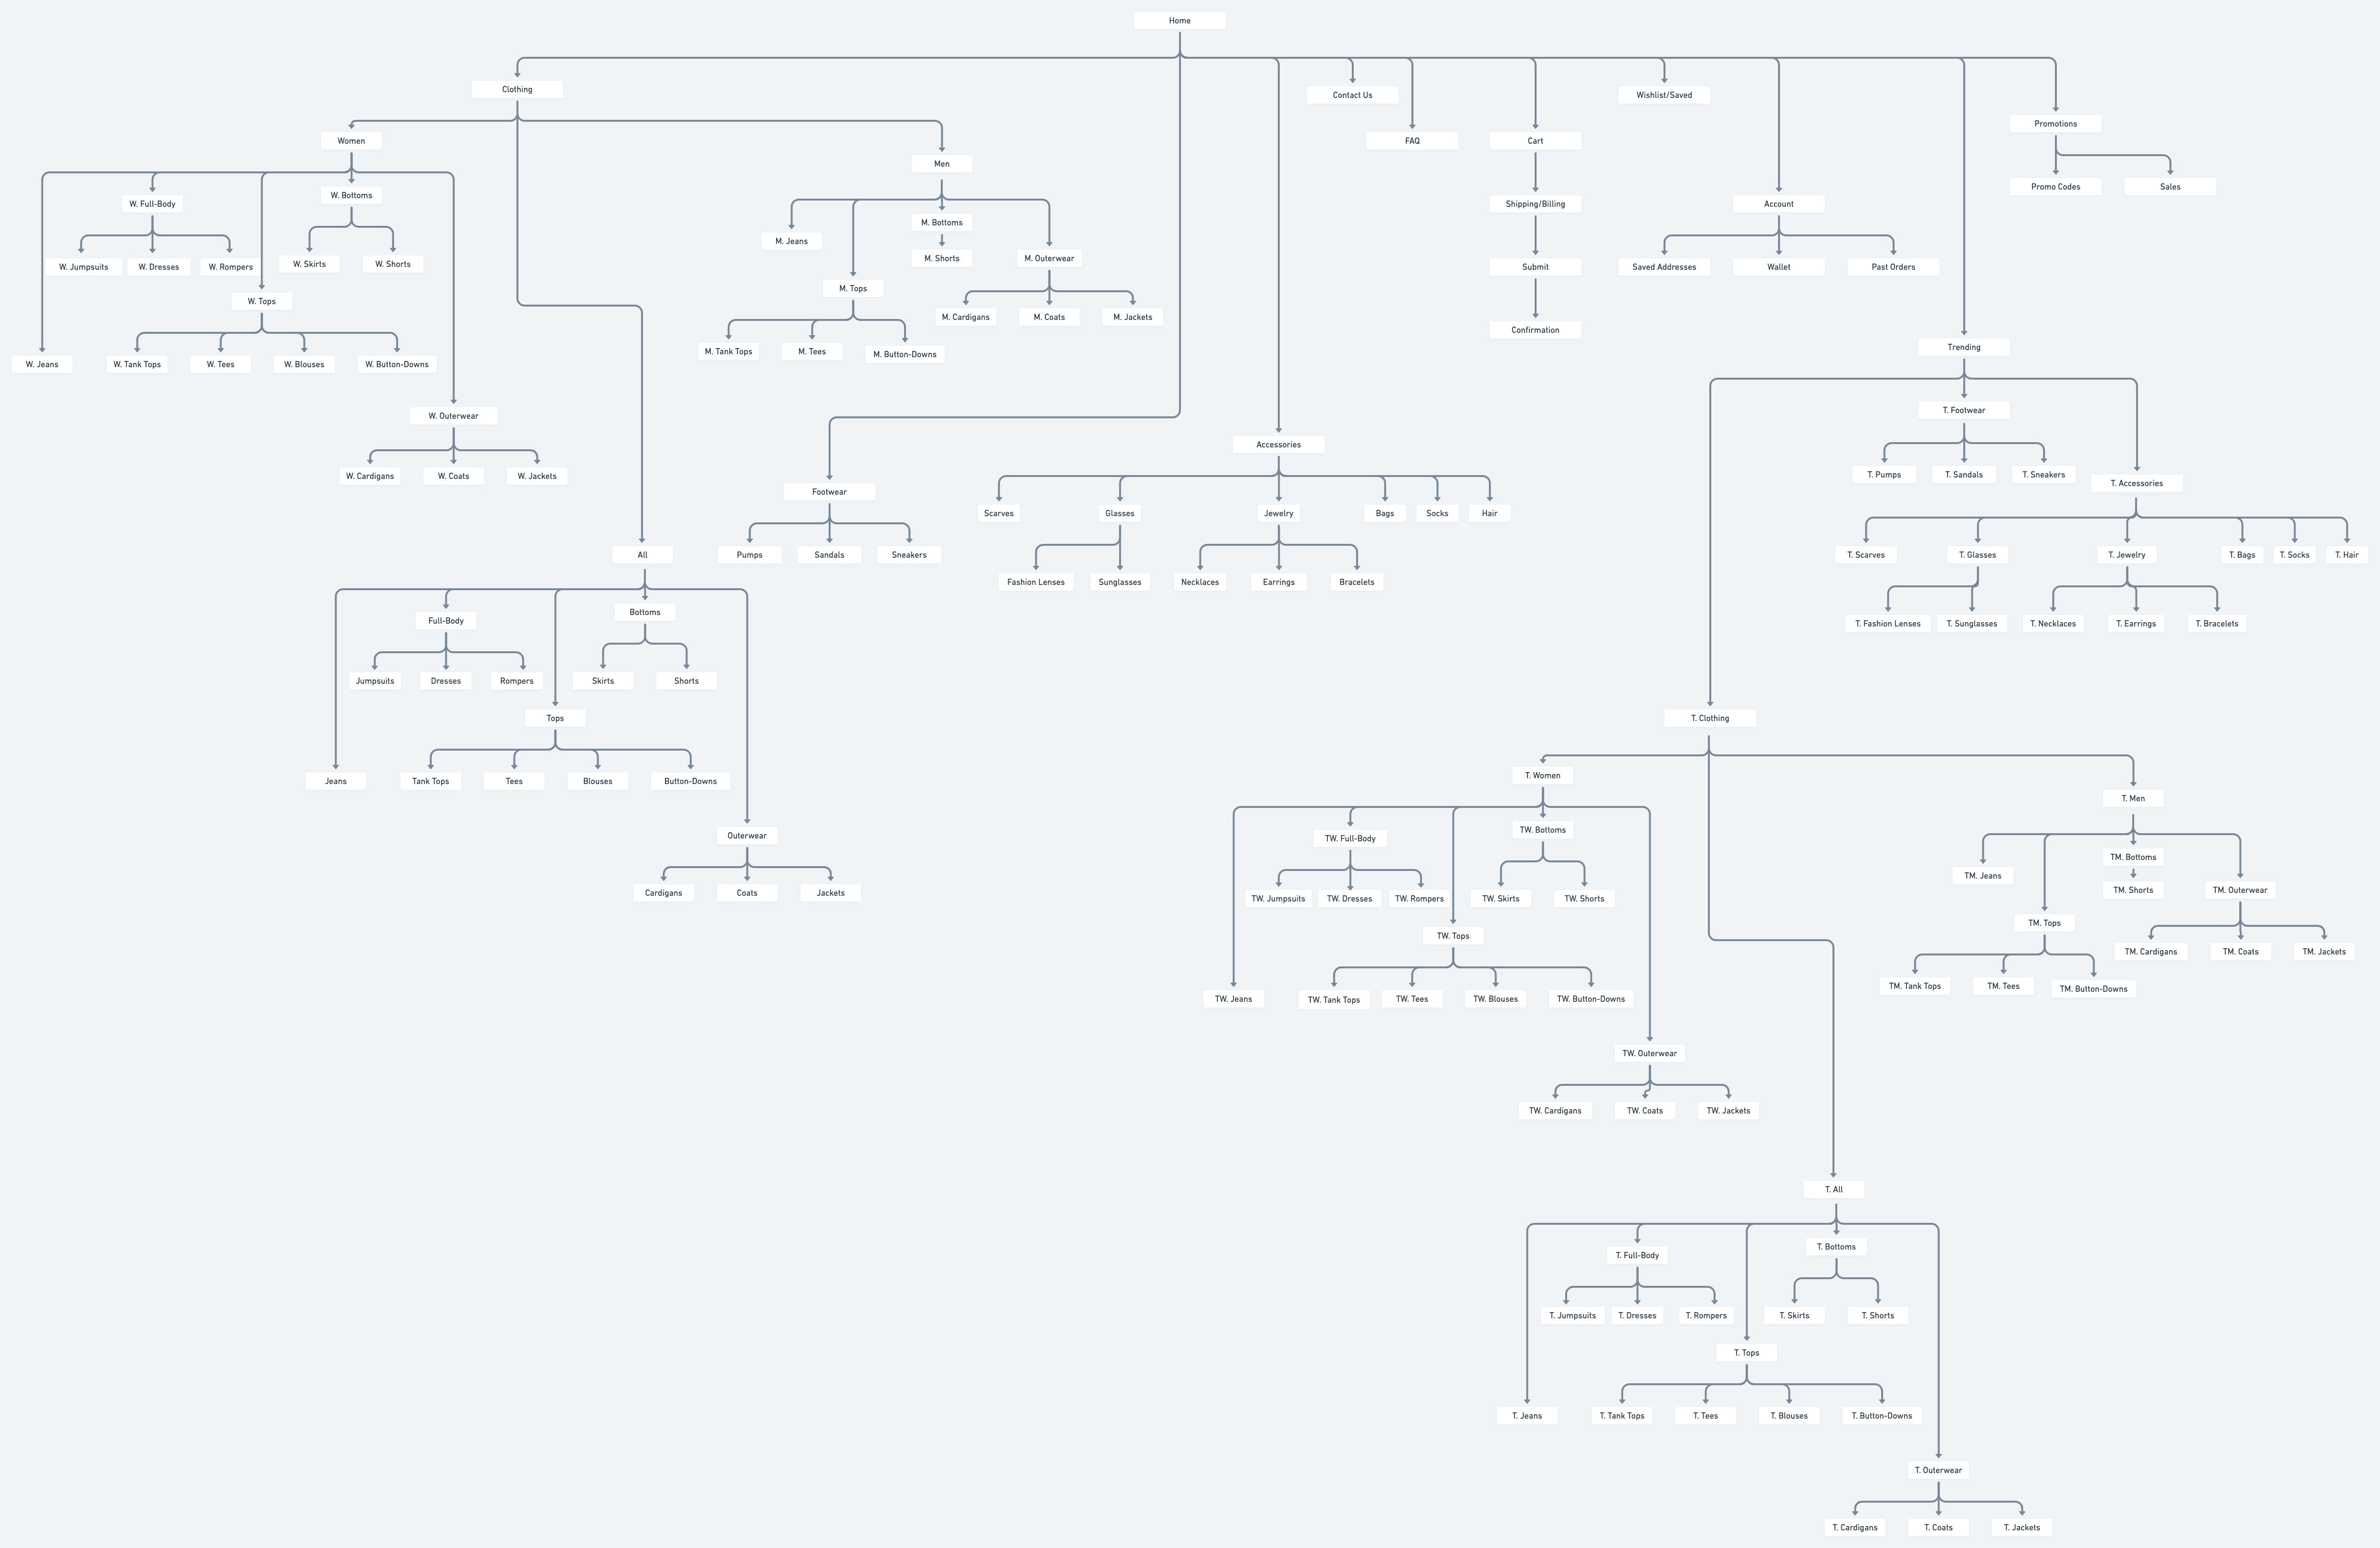 Home
Clothing
Contact Us
Wishlist/Saved
Promotions
Women
FAQ
Cart
Men
Promo Codes
Sales
W. Full-Body
W. Bottoms
Shipping/Billing
Account
M. Bottoms
M. Jeans
W. Jumpsuits
W. Dresses
W. Rompers
W. Skirts
W. Shorts
M. Shorts
M. Outerwear
Submit
Saved Addresses
Wallet
Past Orders
M. Tops
W. Tops
M. Cardigans
M. Coats
M. Jackets
Confirmation
Trending
M. Tank Tops
M. Tees
M. Button-Downs
W. Jeans
W. Tank Tops
W. Tees
W. Blouses
W. Button-Downs
W. Outerwear
T. Footwear
Accessories
W. Cardigans
W. Coats
W. Jackets
T. Pumps
T. Sandals
T. Sneakers
T. Accessories
Footwear
Scarves
Glasses
Jewelry
Bags
Socks
Hair
All
Pumps
Sandals
Sneakers
T. Scarves
T. Glasses
T. Jewelry
T. Bags
T. Socks
T. Hair
Fashion Lenses
Sunglasses
Necklaces
Earrings
Bracelets
Full-Body
Bottoms
T. Fashion Lenses
T. Sunglasses
T. Necklaces
T. Earrings
T. Bracelets
Jumpsuits
Dresses
Rompers
Skirts
Shorts
Tops
T. Clothing
Jeans
Tank Tops
Tees
Blouses
Button-Downs
T. Women
T. Men
Outerwear
TW. Full-Body
TW. Bottoms
TM. Bottoms
TM. Jeans
Cardigans
Coats
Jackets
TW. Jumpsuits
TW. Dresses
TW. Rompers
TW. Skirts
TW. Shorts
TM. Shorts
TM. Outerwear
TM. Tops
TW. Tops
TM. Cardigans
TM. Coats
TM. Jackets
TM. Tank Tops
TM. Tees
TM. Button-Downs
TW. Jeans
TW. Tank Tops
TW. Tees
TW. Blouses
TW. Button-Downs
TW. Outerwear
TW. Cardigans
TW. Coats
TW. Jackets
T. All
T. Full-Body
T. Bottoms
T. Jumpsuits
T. Dresses
T. Rompers
T. Skirts
T. Shorts
T. Tops
T. Jeans
T. Tank Tops
T. Tees
T. Blouses
T. Button-Downs
T. Outerwear
T. Cardigans
T. Coats
T. Jackets